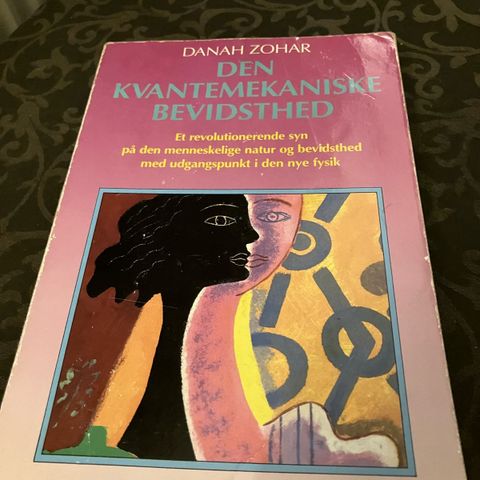 DANAH ZOHAR
DEN
KVANTEMEKANISKE
BEVIDSTHED
Et revolutionerende syn
på den menneskelige natur og bevidsthed
med udgangspunkt i den nye fysik